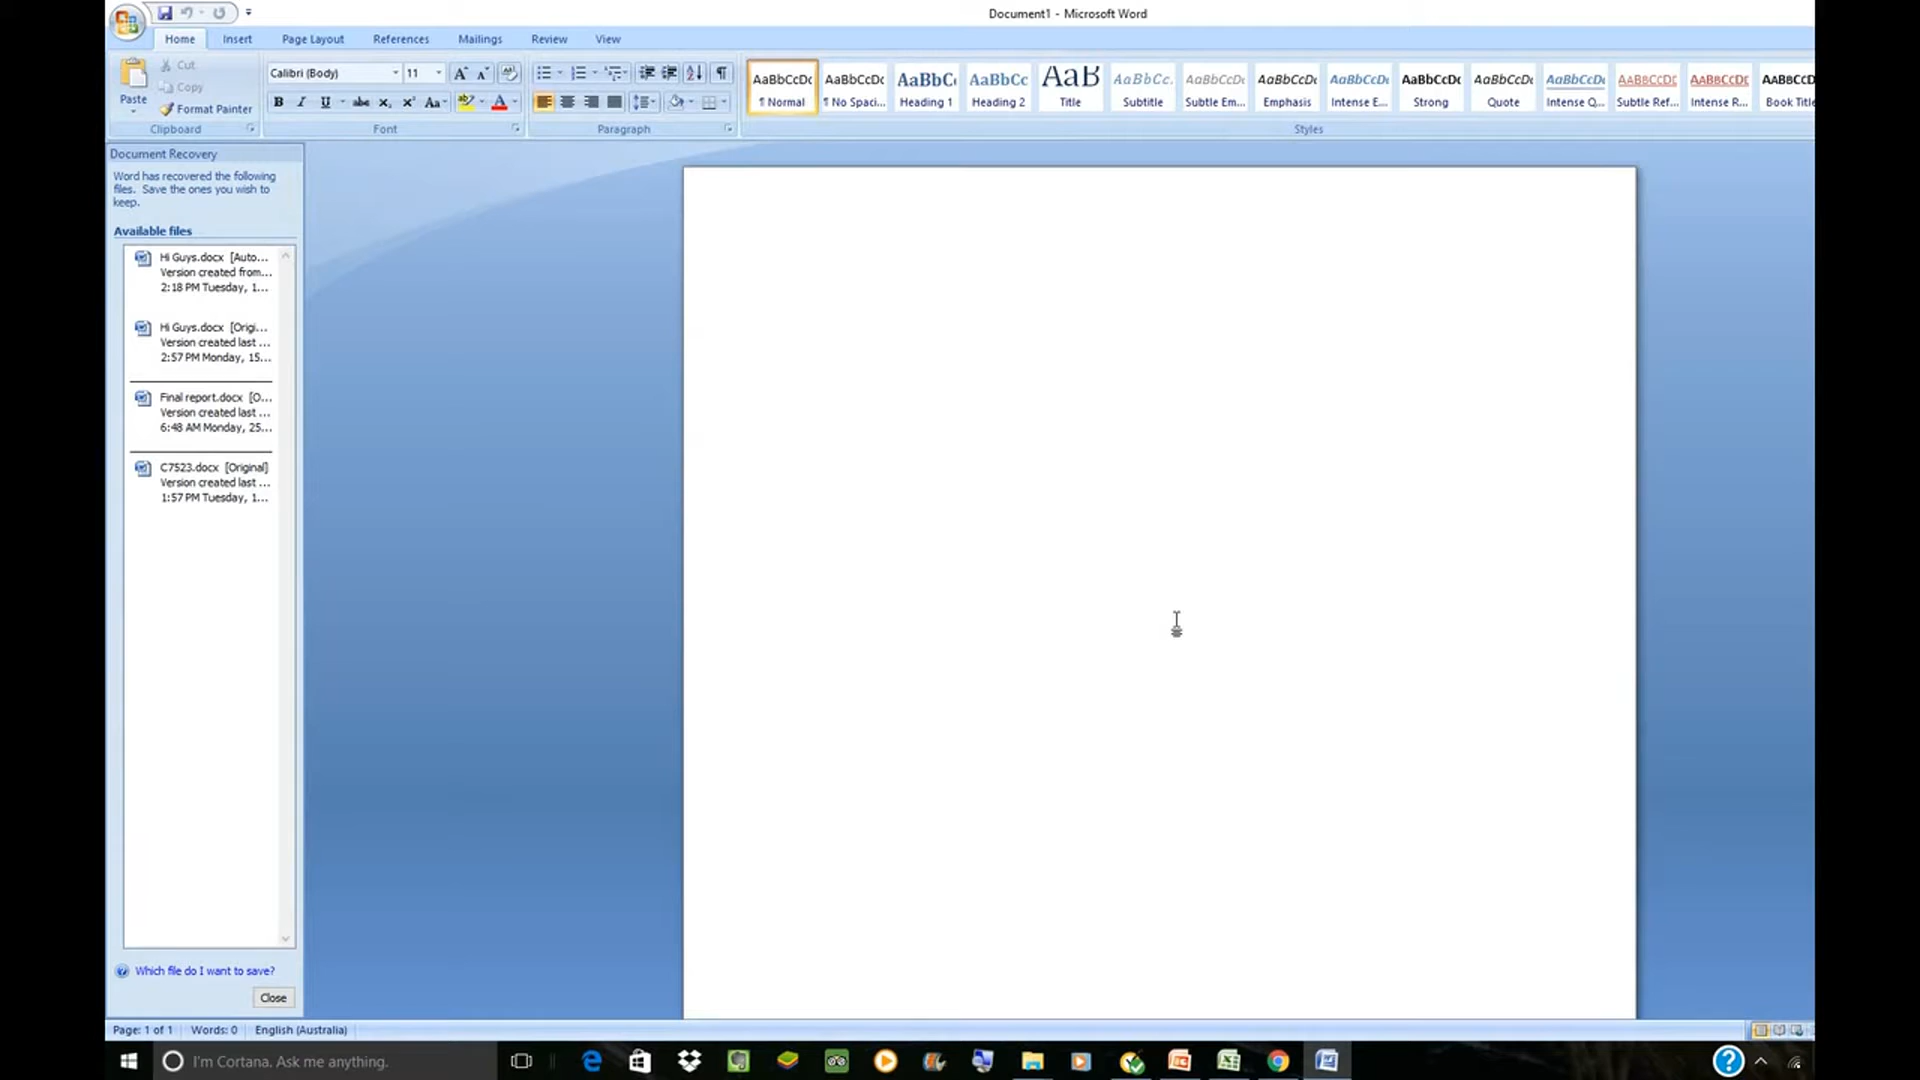 Document1 - Microsoft Word
Home Insert Page Layout References Mailings Review View
Paste
Cut
Copy
Format Painter
Clipboard
Calibri (Body) 11
B I U abc x₂ x² Aa
Font
Paragraph
AaBbCcDc AaBbCcDc AaBbC AaBbCc AaB AaBbCc. AaBbCcDc AaBbCcDc AaBbCcDc AaBbCcDc AaBbCcDc AaBbCcDc AaBbCcDc AaBbCcDc AaBbCcDc
¶ Normal ¶ No Spaci... Heading 1 Heading 2 Title Subtitle Subtle Em... Emphasis Intense E... Strong Quote Intense Q... Subtle Ref... Intense R... Book Title
Styles
Document Recovery
Word has recovered the following
files. Save the ones you wish to
keep.
Available files
Hi Guys.docx [Auto...
Version created from...
2:18 PM Tuesday, 1...
Hi Guys.docx [Origi...
Version created last ...
2:57 PM Monday, 15...
Final report.docx [O...
Version created last ...
6:48 AM Monday, 25...
C7523.docx [Original]
Version created last ...
1:57 PM Tuesday, 1...
Which file do I want to save?
Close
Page: 1 of 1 Words: 0 English (Australia)
I'm Cortana. Ask me anything.